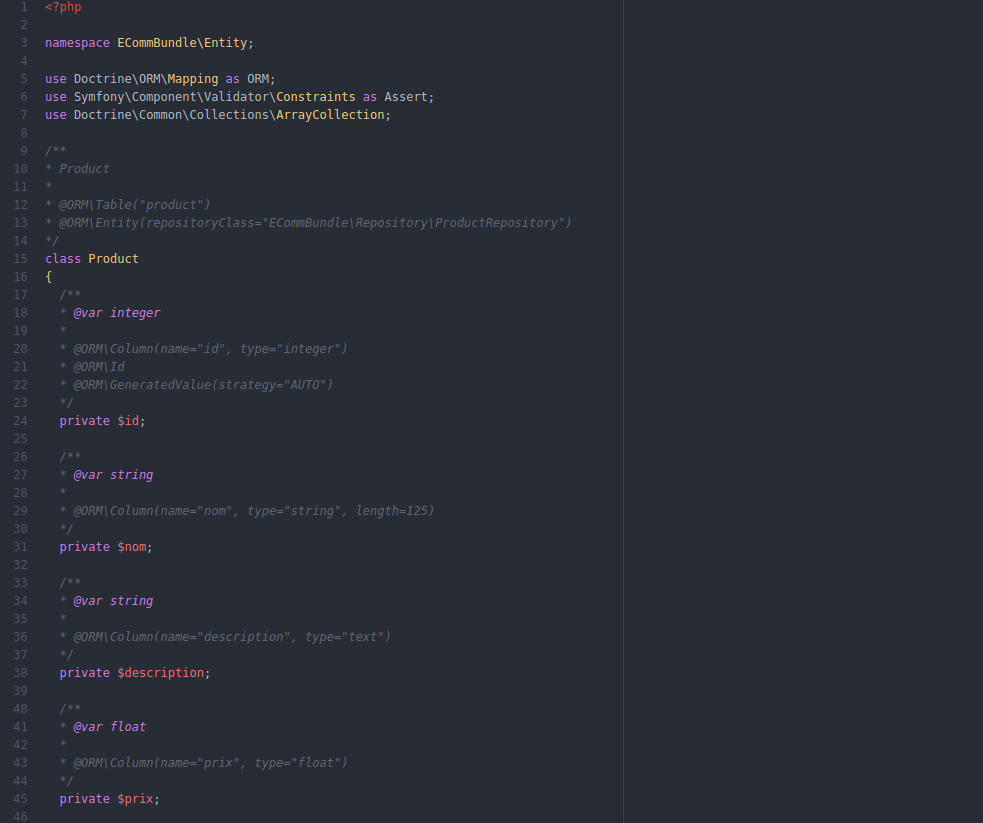 1 <?php
2
3 namespace ECommBundle\Entity;
4
5 use Doctrine\ORM\Mapping as ORM;
6 use Symfony\Component\Validator\Constraints as Assert;
7 use Doctrine\Common\Collections\ArrayCollection;
8
9 /**
10 * Product
11 *
12 * @ORM\Table("product")
13 * @ORM\Entity(repositoryClass="ECommBundle\Repository\ProductRepository")
14 */
15 class Product
16 {
17   /**
18   * @var integer
19   *
20   * @ORM\Column(name="id", type="integer")
21   * @ORM\Id
22   * @ORM\GeneratedValue(strategy="AUTO")
23   */
24   private $id;
25
26   /**
27   * @var string
28   *
29   * @ORM\Column(name="nom", type="string", length=125)
30   */
31   private $nom;
32
33   /**
34   * @var string
35   *
36   * @ORM\Column(name="description", type="text")
37   */
38   private $description;
39
40   /**
41   * @var float
42   *
43   * @ORM\Column(name="prix", type="float")
44   */
45   private $prix;
46